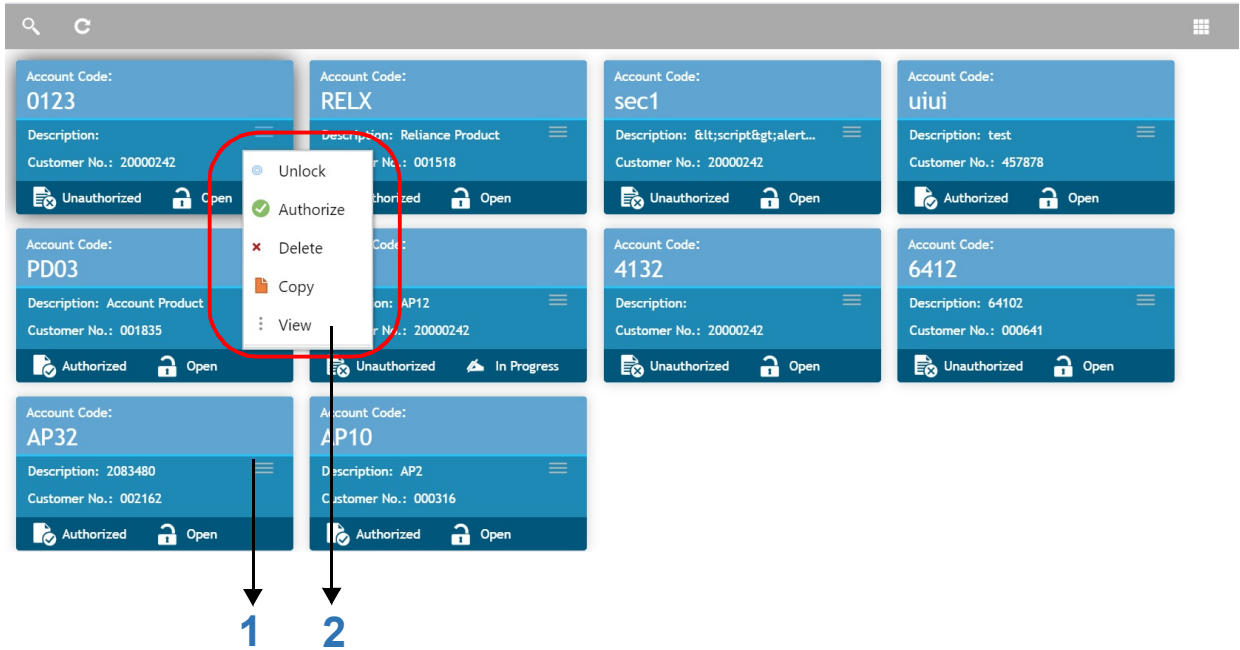 Account Code:
0123
Description:
Customer No.: 20000242
Unauthorized Open
Account Code:
RELX
Description: Reliance Product
r No.: 001518
thorized Open
Account Code:
sec1
Description: &lt;script&gt;alert...
Customer No.: 20000242
Unauthorized Open
Account Code:
uiui
Description: test
Customer No.: 457878
Authorized Open
Unlock
Authorize
Delete
Copy
View
Account Code:
PD03
Description: Account Product
Customer No.: 001835
Authorized Open
Code:
on: AP12
r No.: 20000242
Unauthorized In Progress
Account Code:
4132
Description:
Customer No.: 20000242
Unauthorized Open
Account Code:
6412
Description: 64102
Customer No.: 000641
Unauthorized Open
Account Code:
AP32
Description: 2083480
Customer No.: 002162
Authorized Open
Account Code:
AP10
Description: AP2
Customer No.: 000316
Authorized Open
1 2